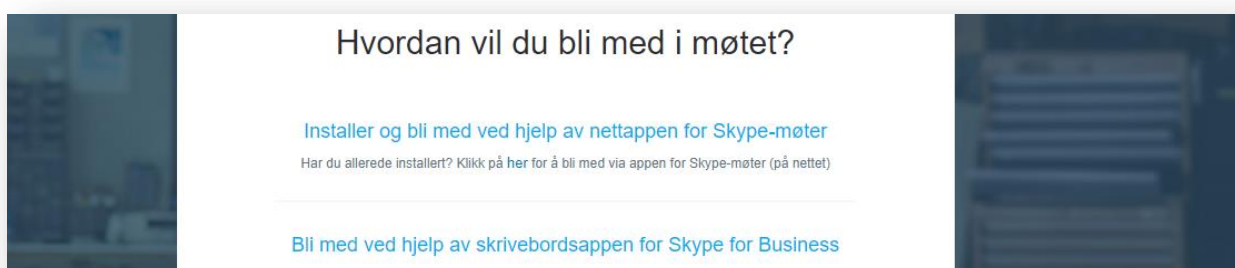 Hvordan vil du bli med i møtet?
Installer og bli med ved hjelp av nettappen for Skype-møter
Har du allerede installert? Klikk på her for å bli med via appen for Skype-møter (på nettet)
Bli med ved hjelp av skrivebordsappen for Skype for Business